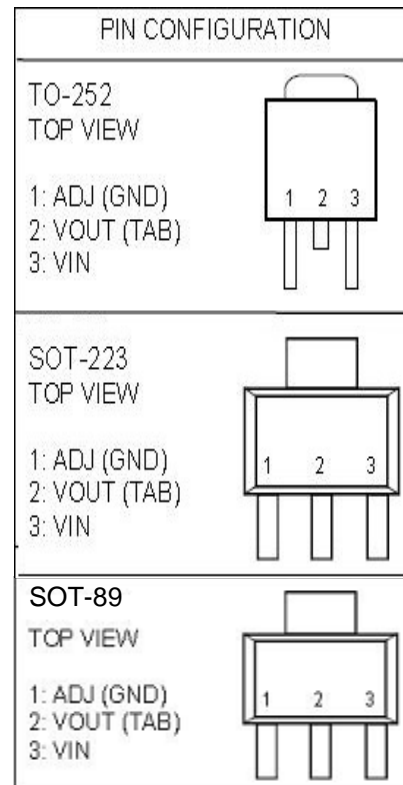 PIN CONFIGURATION
TO-252
TOP VIEW
1: ADJ (GND)
2: VOUT (TAB)
3: VIN
1 2 3
SOT-223
TOP VIEW
1: ADJ (GND)
2: VOUT (TAB)
3: VIN
1 2 3
SOT-89
TOP VIEW
1: ADJ (GND)
2: VOUT (TAB)
3: VIN
1 2 3